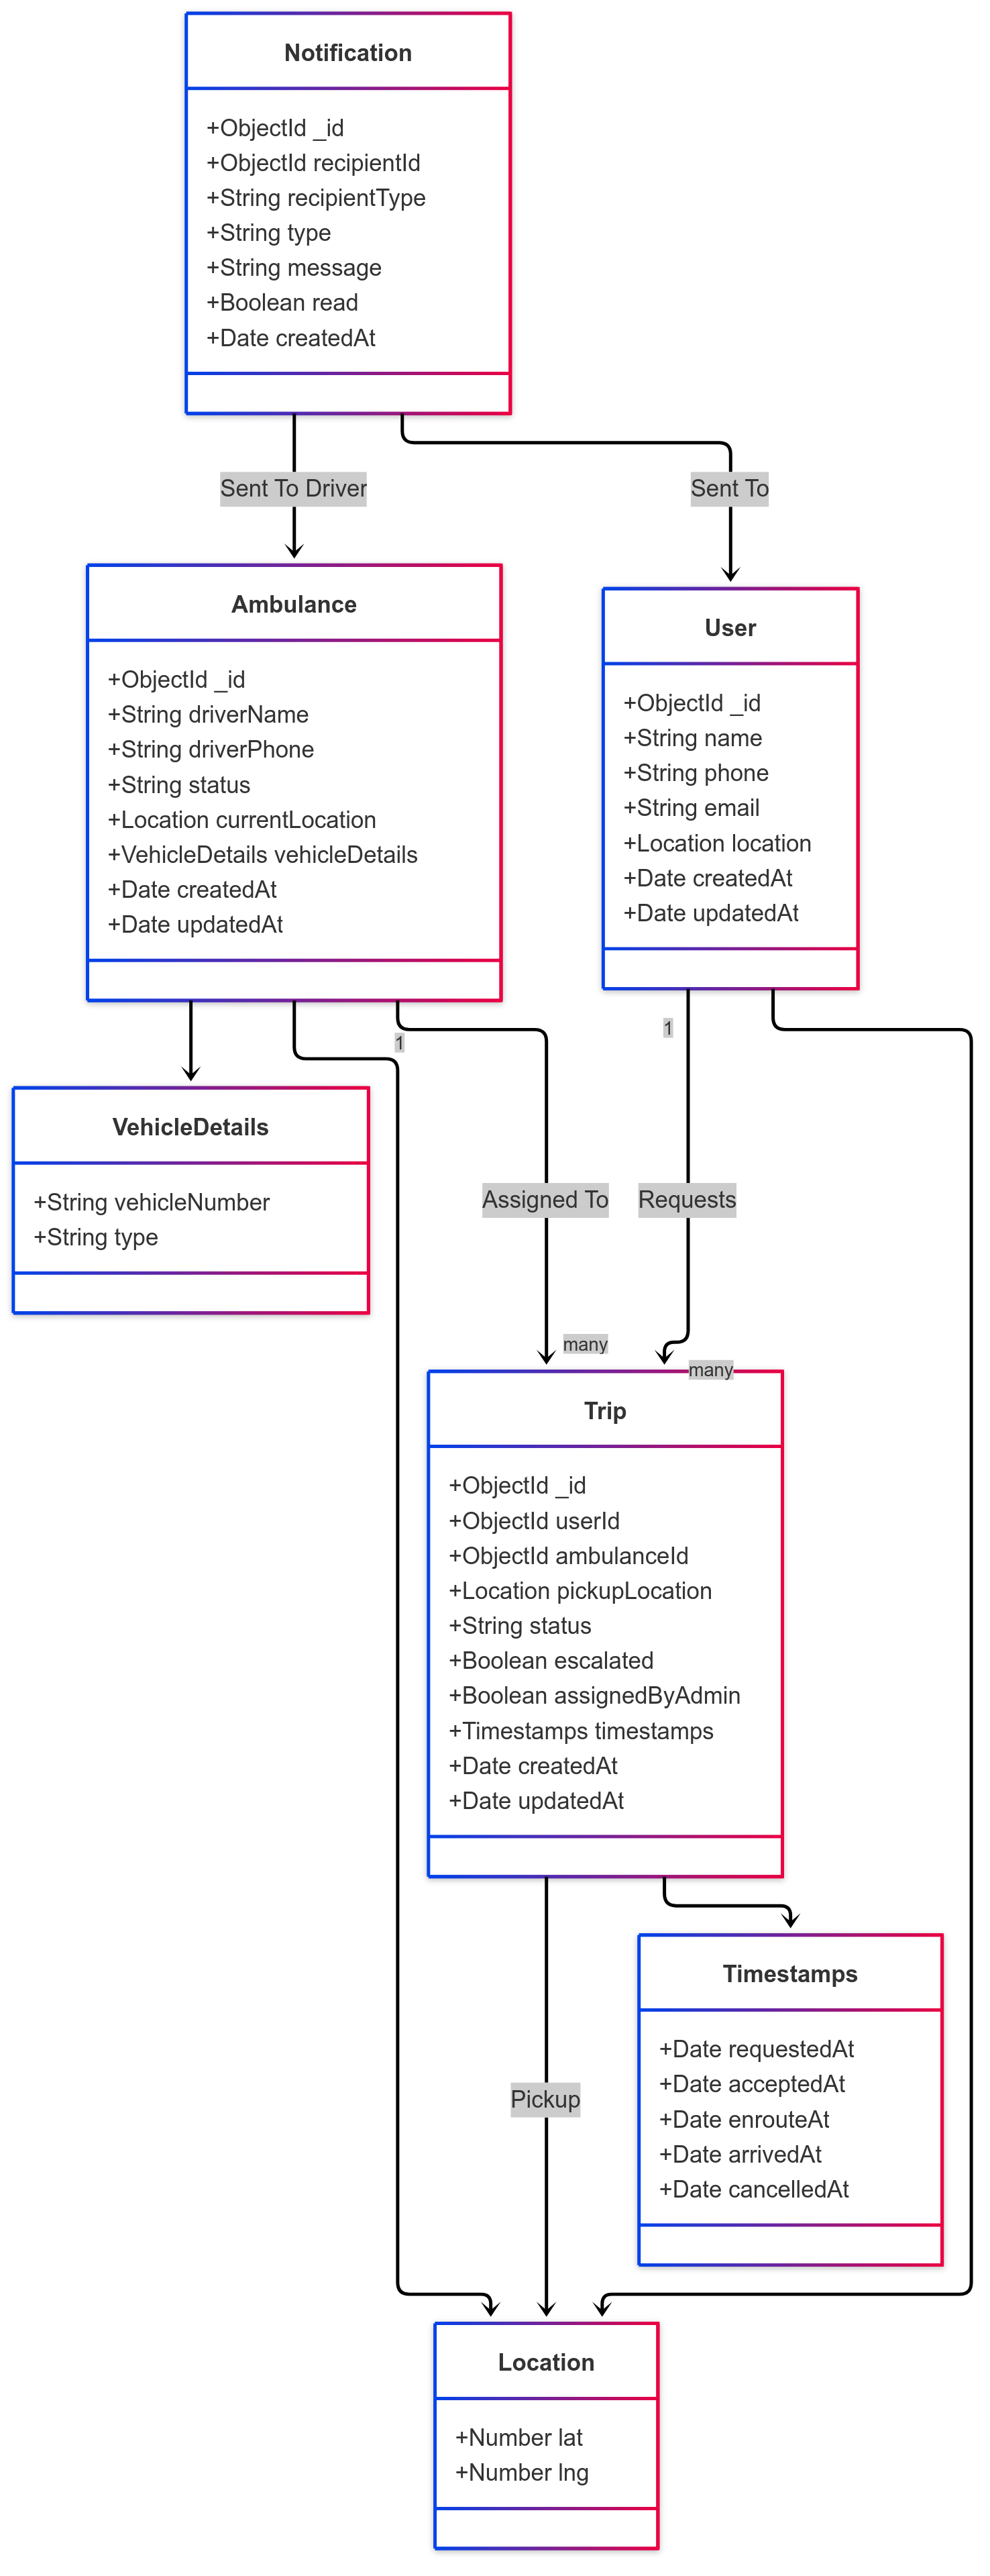 Notification
+ObjectId _id
+ObjectId recipientId
+String recipientType
+String type
+String message
+Boolean read
+Date createdAt
Sent To Driver
Sent To
Ambulance
+ObjectId _id
+String driverName
+String driverPhone
+String status
+Location currentLocation
+VehicleDetails vehicleDetails
+Date createdAt
+Date updatedAt
User
+ObjectId _id
+String name
+String phone
+String email
+Location location
+Date createdAt
+Date updatedAt
1
1
VehicleDetails
+String vehicleNumber
+String type
Assigned To
Requests
many
many
Trip
+ObjectId _id
+ObjectId userId
+ObjectId ambulanceId
+Location pickupLocation
+String status
+Boolean escalated
+Boolean assignedByAdmin
+Timestamps timestamps
+Date createdAt
+Date updatedAt
Timestamps
+Date requestedAt
+Date acceptedAt
+Date enrouteAt
+Date arrivedAt
+Date cancelledAt
Pickup
Location
+Number lat
+Number lng